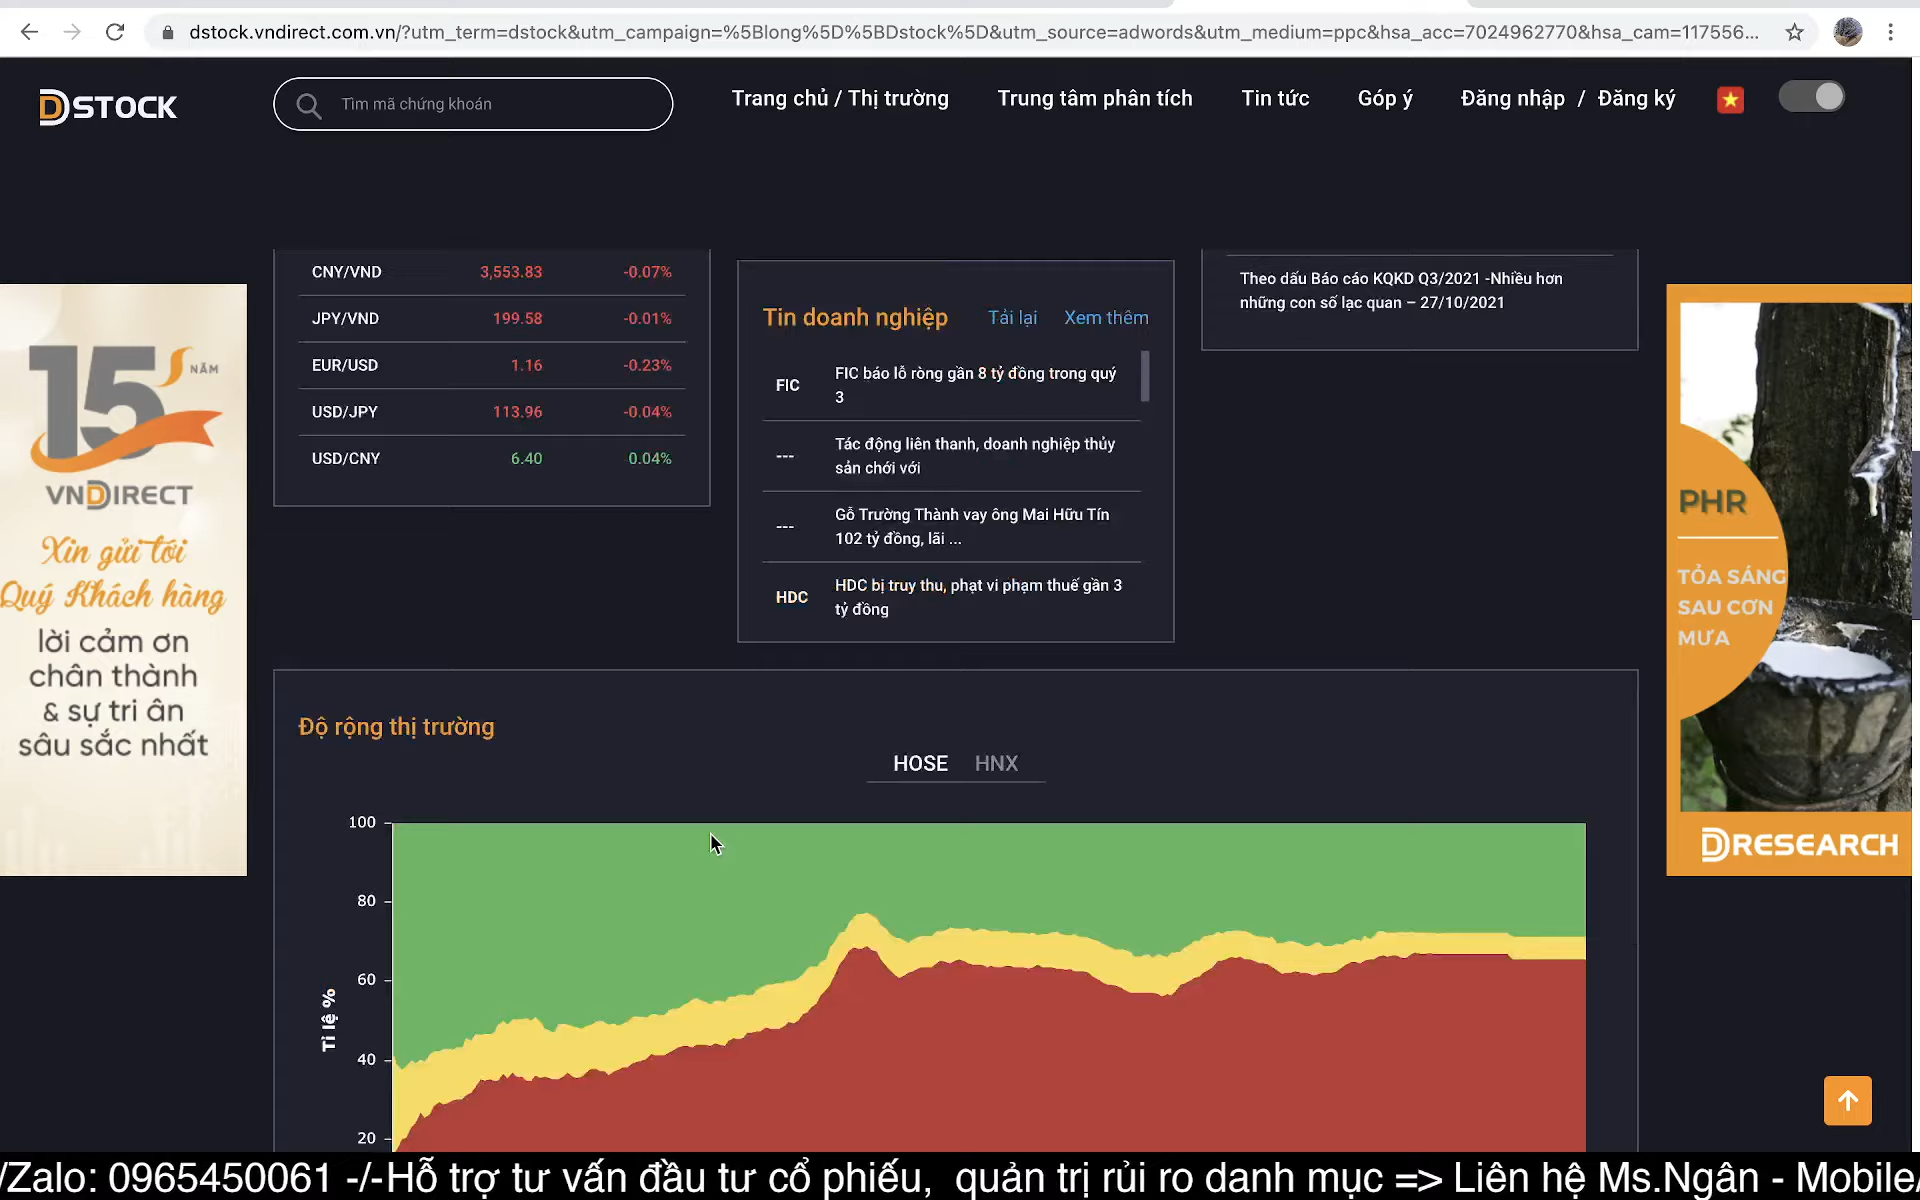 dstock.vndirect.com.vn/?utm_term=dstock&utm_campaign=%5Blong%5D%5BDstock%5D&utm_source=adwords&utm_medium=ppc&hsa_acc=7024962770&hsa_cam=117556...
DSTOCK
Tìm mã chứng khoán
Trang chủ / Thị trường
Trung tâm phân tích
Tin tức
Góp ý
Đăng nhập / Đăng ký
CNY/VND 3,553.83 -0.07%
JPY/VND 199.58 -0.01%
EUR/USD 1.16 -0.23%
USD/JPY 113.96 -0.04%
USD/CNY 6.40 0.04%
Tin doanh nghiệp Tải lại Xem thêm
FIC
FIC báo lỗ ròng gần 8 tỷ đồng trong quý
3
---
Tác động liên thanh, doanh nghiệp thủy
sản chới với
---
Gỗ Trường Thành vay ông Mai Hữu Tín
102 tỷ đồng, lãi ...
HDC
HDC bị truy thu, phạt vi phạm thuế gần 3
tỷ đồng
Theo dấu Báo cáo KQKD Q3/2021 -Nhiều hơn
những con số lạc quan – 27/10/2021
15 NĂM
VNDIRECT
Xin gửi tới
Quý Khách hàng
lời cảm ơn
chân thành
& sự tri ân
sâu sắc nhất
PHR
TỎA SÁNG
SAU CƠN
MƯA
DRESEARCH
Độ rộng thị trường
HOSE HNX
100
80
60
40
20
Tỉ lệ %
/Zalo: 0965450061 -/-Hỗ trợ tư vấn đầu tư cổ phiếu, quản trị rủi ro danh mục => Liên hệ Ms.Ngân - Mobile/